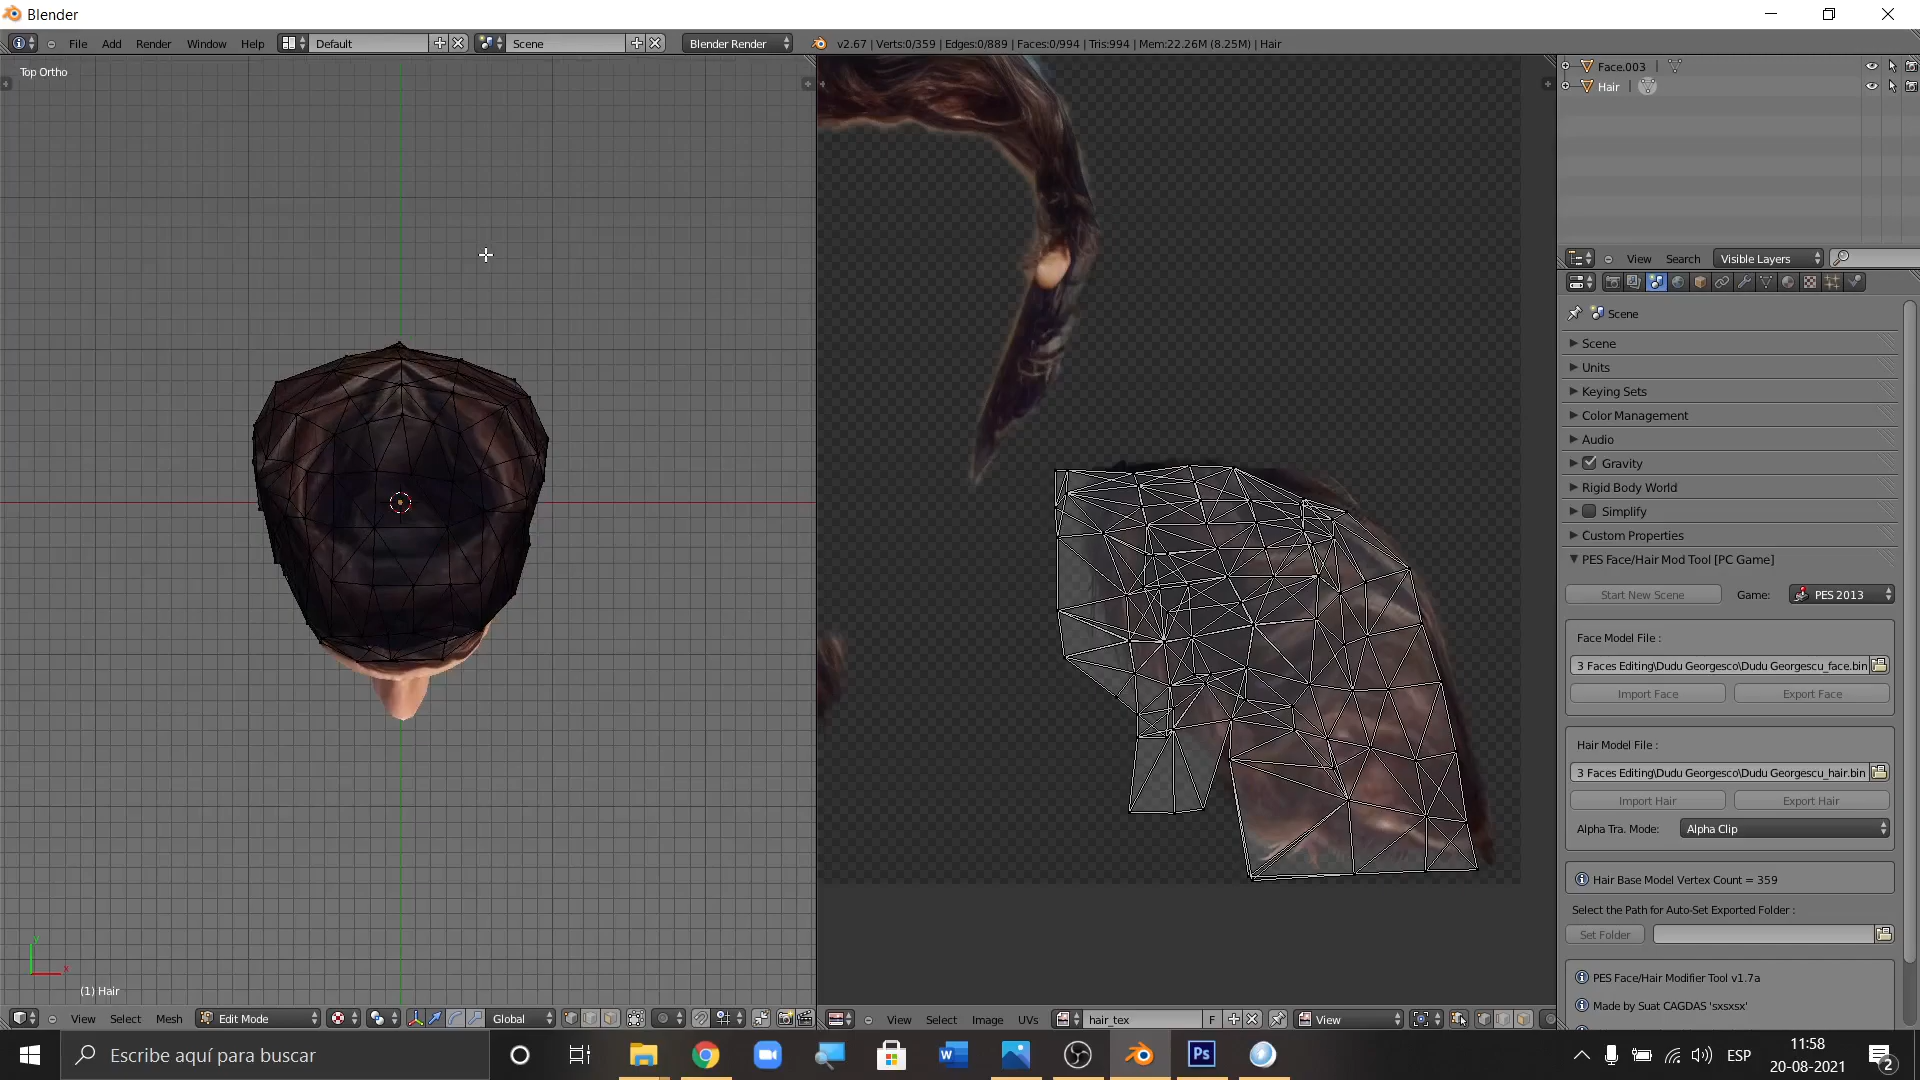 Blender
File Add Render Window Help Default Scene Blender Render v2.67 | Verts:0/359 | Edges:0/889 | Faces:0/994 | Tris:994 | Mem:22.26M (8.25M) | Hair
Top Ortho
Face.003
Hair
View Search Visible Layers
Scene
Scene
Units
Keying Sets
Color Management
Audio
Gravity
Rigid Body World
Simplify
Custom Properties
PES Face/Hair Mod Tool [PC Game]
Start New Scene Game: PES 2013
Face Model File :
3 Faces Editing\Dudu Georgesco\Dudu Georgescu_face.bin
Import Face Export Face
Hair Model File :
3 Faces Editing\Dudu Georgesco\Dudu Georgescu_hair.bin
Import Hair Export Hair
Alpha Tra. Mode: Alpha Clip
Hair Base Model Vertex Count = 359
Select the Path for Auto-Set Exported Folder :
Set Folder
PES Face/Hair Modifier Tool v1.7a
Made by Suat CAGDAS 'sxsxsx'
y
x
(1) Hair
View Select Mesh Edit Mode Global
View Select Image UVs hair_tex F View
Escribe aquí para buscar
ESP
11:58
20-08-2021
2